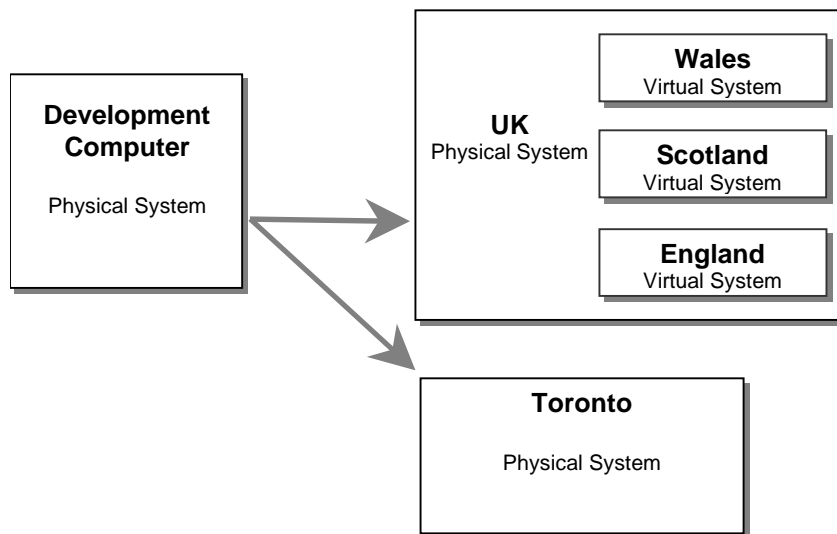 Development
Computer
Physical System
UK
Physical System
Wales
Virtual System
Scotland
Virtual System
England
Virtual System
Toronto
Physical System